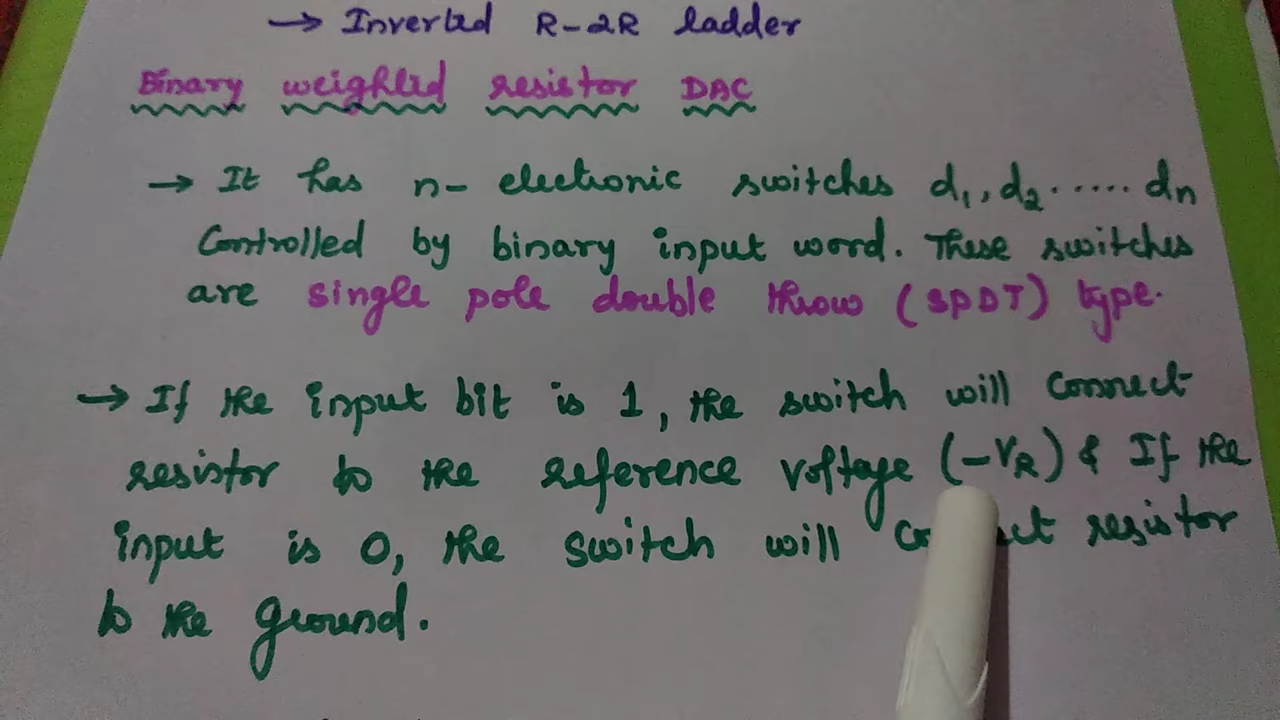 → Inverted R-2R ladder
Binary weighted resistor DAC
→ It has n- electronic switches d1, d2 ...... dn
Controlled by binary input word. These switches
are single pole double throw (SPDT) type.
→ If the input bit is 1, the switch will connect
resistor to the reference voltage (-VR) & If the
input is 0, the switch will resistor
to the ground.